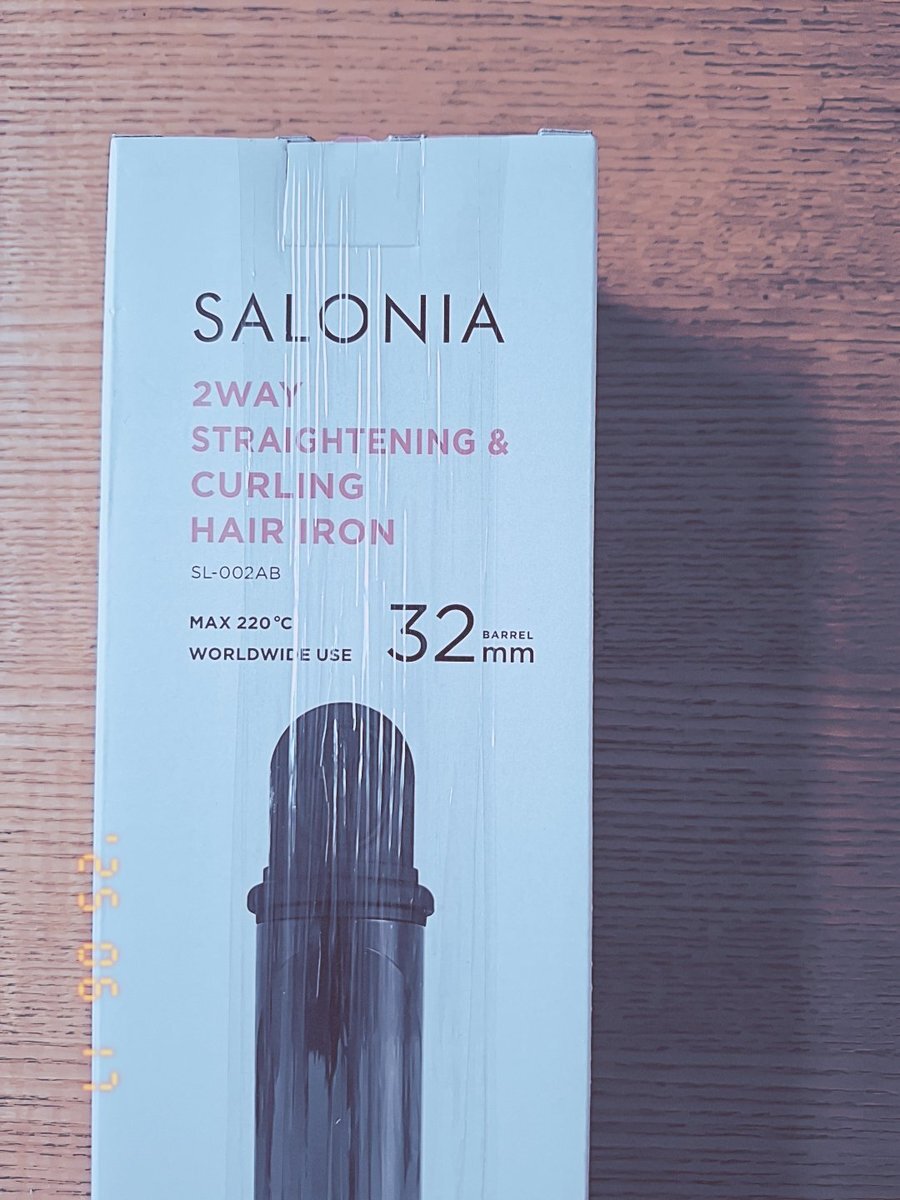 SALONIA
2WAY
STRAIGHTENING &
CURLING
HAIR IRON
SL-002AB
MAX 220℃
WORLDWIDE USE
32 BARREL mm
'25 06 17